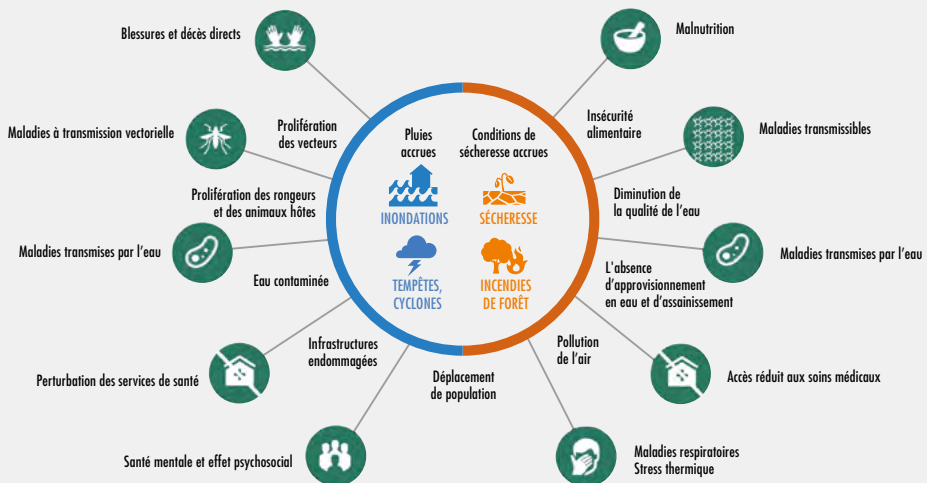 Blessures et décès directs
Malnutrition
Maladies à transmission vectorielle
Prolifération
des vecteurs
Pluies
accrues
Conditions de
sécheresse accrues
Insécurité
alimentaire
Maladies transmissibles
Prolifération des rongeurs
et des animaux hôtes
INONDATIONS
SÉCHERESSE
Diminution de
la qualité de l'eau
Maladies transmises par l'eau
Eau contaminée
TEMPÊTES,
CYCLONES
INCENDIES
DE FORÊT
L'absence
d'approvisionnement
en eau et d'assainissement
Maladies transmises par l'eau
Infrastructures
endommagées
Pollution
de l'air
Perturbation des services de santé
Déplacement
de population
Accès réduit aux soins médicaux
Santé mentale et effet psychosocial
Maladies respiratoires
Stress thermique